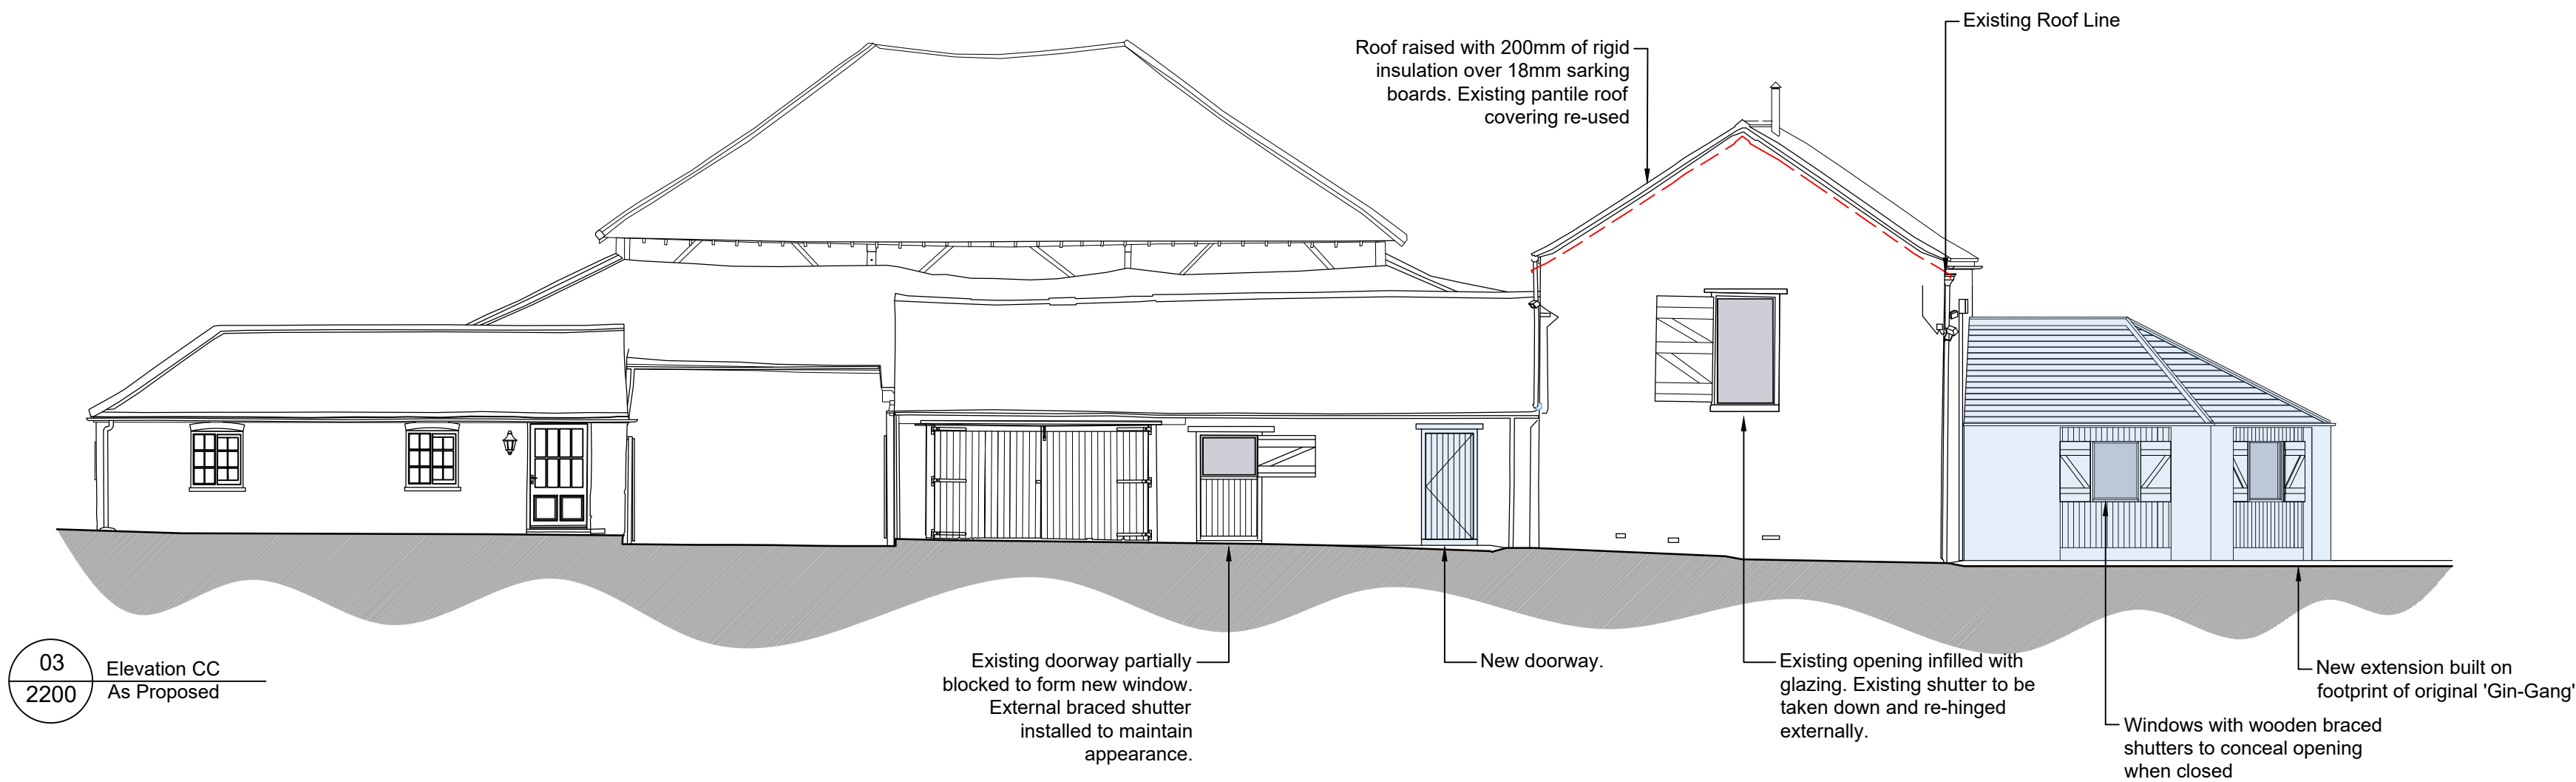 Existing Roof Line
Roof raised with 200mm of rigid
insulation over 18mm sarking
boards. Existing pantile roof
covering re-used
03
2200
Elevation CC
As Proposed
Existing doorway partially
blocked to form new window.
External braced shutter
installed to maintain
appearance.
New doorway.
Existing opening infilled with
glazing. Existing shutter to be
taken down and re-hinged
externally.
New extension built on
footprint of original 'Gin-Gang'
Windows with wooden braced
shutters to conceal opening
when closed